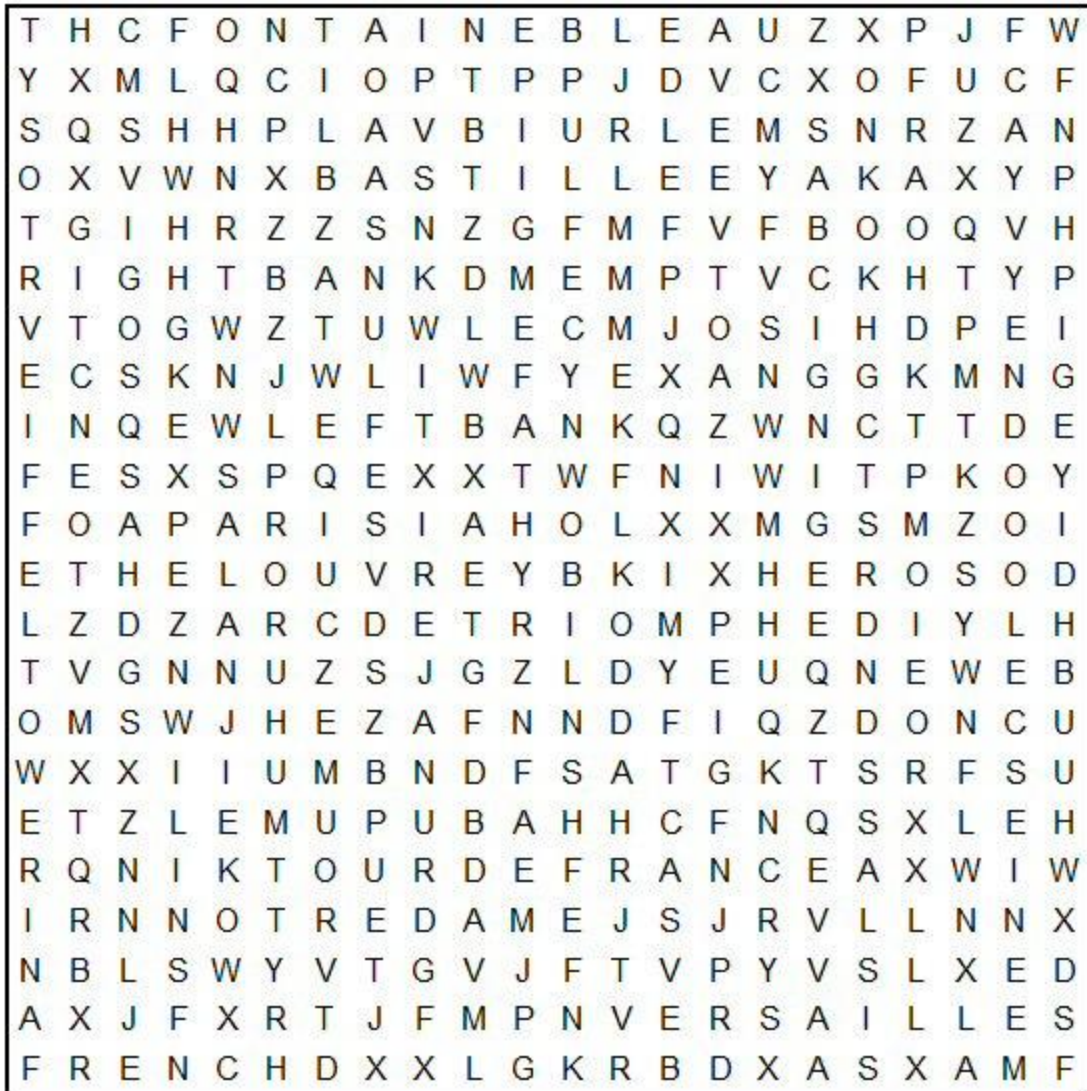 T H C F O N T A I N E B L E A U Z X P J F W
Y X M L Q C I O P T P P J D V C X O F U C F
S Q S H H P L A V B I U R L E M S N R Z A N
O X V W N X B A S T I L L E E Y A K A X Y P
T G I H R Z Z S N Z G F M F V F B O O Q V H
R I G H T B A N K D M E M P T V C K H T Y P
V T O G W Z T U W L E C M J O S I H D P E I
E C S K N J W L I W F Y E X A N G G K M N G
I N Q E W L E F T B A N K Q Z W N C T T D E
F E S X S P Q E X X T W F N I W I T P K O Y
F O A P A R I S I A H O L X X M G S M Z O I
E T H E L O U V R E Y B K I X H E R O S O D
L Z D Z A R C D E T R I O M P H E D I Y L H
T V G N N U Z S J G Z L D Y E U Q N E W E B
O M S W J H E Z A F N N D F I Q Z D O N C U
W X X I I U M B N D F S A T G K T S R F S U
E T Z L E M U P U B A H H C F N Q S X L E H
R Q N I K T O U R D E F R A N C E A X W I W
I R N N O T R E D A M E J S J R V L L N N X
N B L S W Y V T G V J F T V P Y V S L X E D
A X J F X R T J F M P N V E R S A I L L E S
F R E N C H D X X L G K R B D X A S X A M F